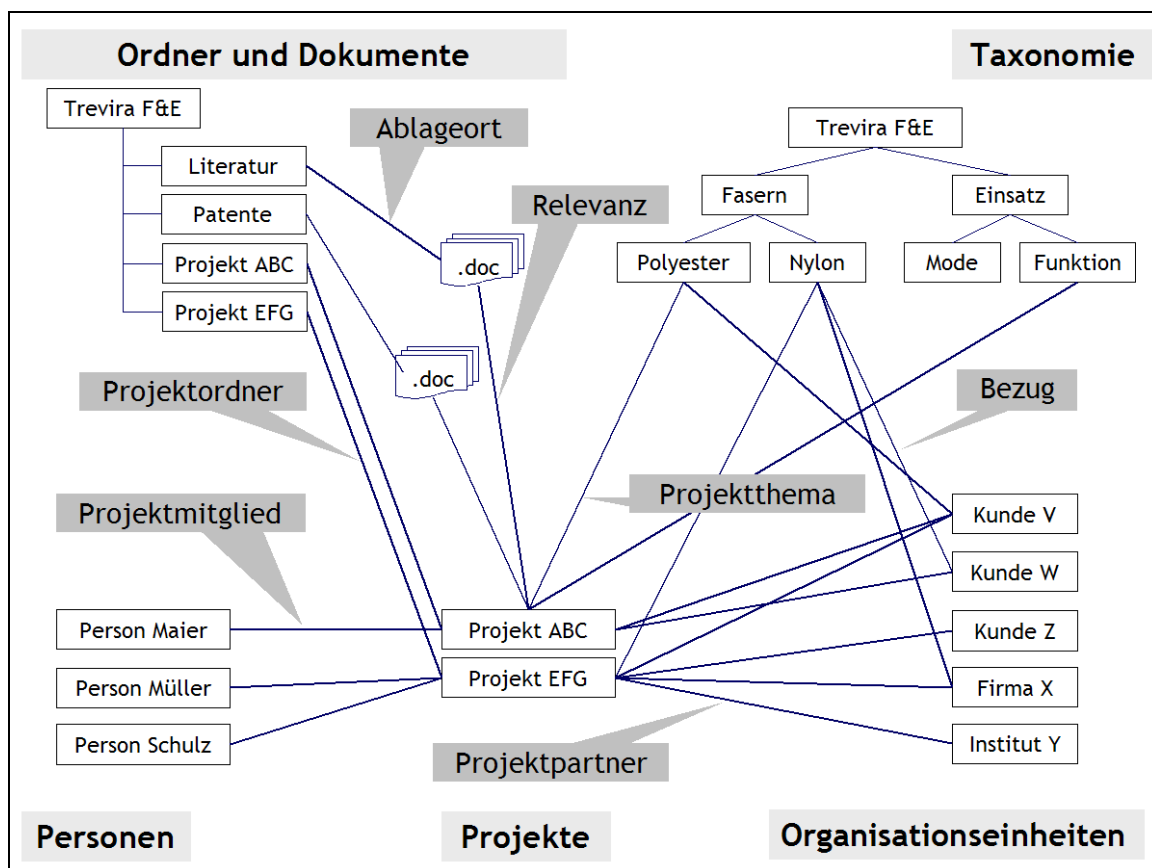 Ordner und Dokumente
Taxonomie
Trevira F&E
Ablageort
Literatur
Relevanz
Patente
Projekt ABC
Projekt EFG
.doc
.doc
Projektordner
Projektmitglied
Trevira F&E
Fasern
Einsatz
Polyester
Nylon
Mode
Funktion
Bezug
Projektthema
Person Maier
Person Müller
Person Schulz
Projekt ABC
Projekt EFG
Projektpartner
Kunde V
Kunde W
Kunde Z
Firma X
Institut Y
Personen
Projekte
Organisationseinheiten